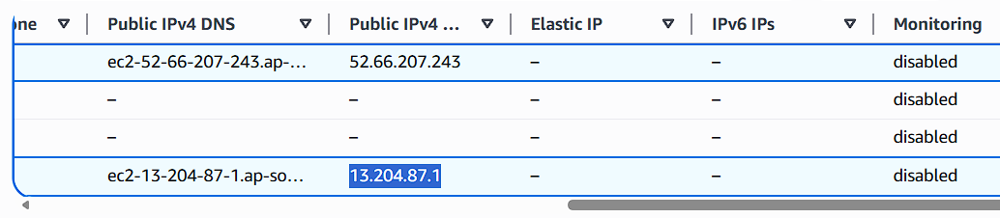 one Public IPv4 DNS Public IPv4 ... Elastic IP IPv6 IPs Monitoring
ec2-52-66-207-243.ap-... 52.66.207.243 – – disabled
– – – – disabled
– – – – disabled
ec2-13-204-87-1.ap-so... 13.204.87.1 – – disabled